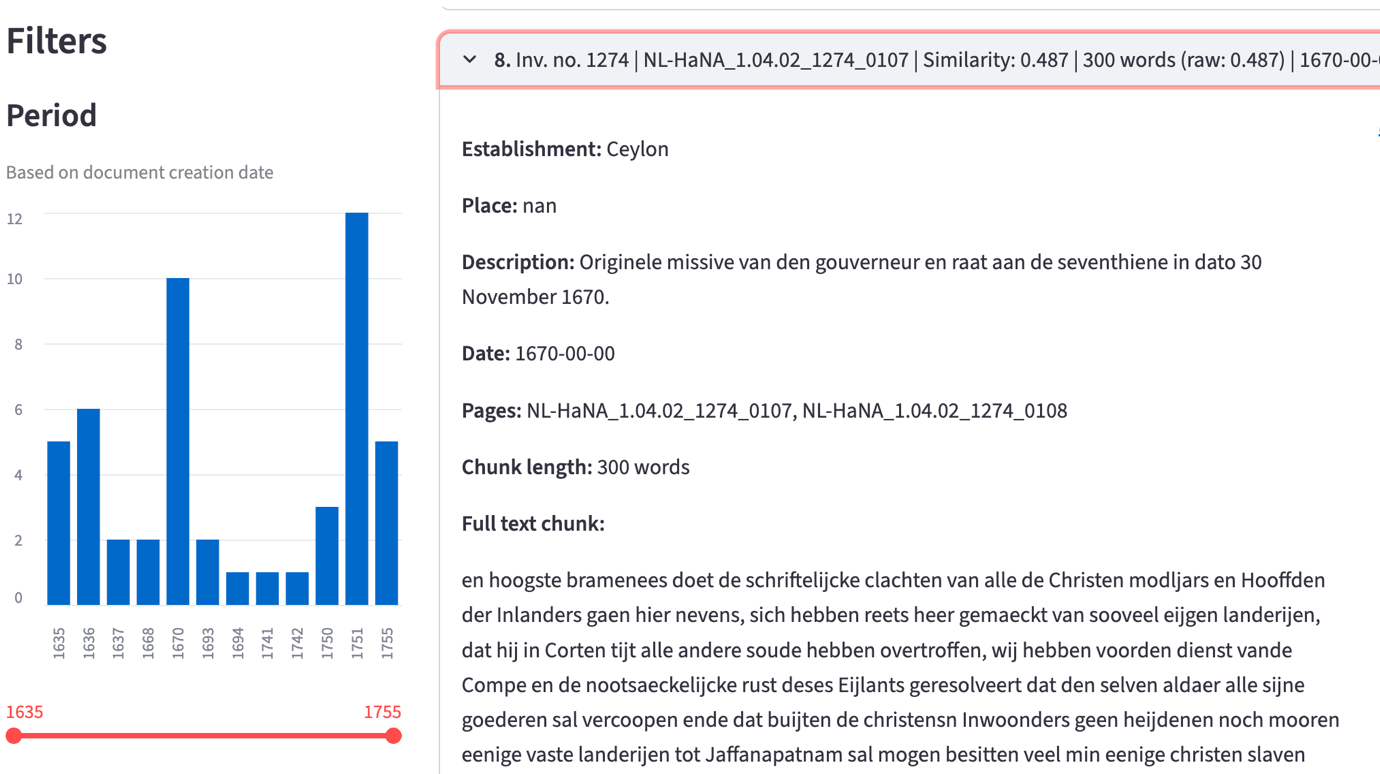 Filters
Period
Based on document creation date
12
10
8
6
4
2
0
1635
1636
1637
1668
1670
1693
1694
1741
1742
1750
1751
1755
1635
1755
8. Inv. no. 1274 | NL-HaNA_1.04.02_1274_0107 | Similarity: 0.487 | 300 words (raw: 0.487) | 1670-00-
Establishment: Ceylon
Place: nan
Description: Originele missive van den gouverneur en raat aan de seventhiene in dato 30
November 1670.
Date: 1670-00-00
Pages: NL-HaNA_1.04.02_1274_0107, NL-HaNA_1.04.02_1274_0108
Chunk length: 300 words
Full text chunk:
en hoogste bramenees doet de schriftelijcke clachten van alle de Christen modljars en Hooffden
der Inlanders gaen hier nevens, sich hebben reets heer gemaeckt van sooveel eijgen landerijen,
dat hij in Corten tijt alle andere soude hebben overtroffen, wij hebben voorden dienst vande
Compe en de nootsaeckelijcke rust deses Eijlants geresolveert dat den selven aldaer alle sijne
goederen sal vercoopen ende dat buijten de christensn Inwoonders geen heijdenen noch mooren
eenige vaste landerijen tot Jaffanapatnam sal mogen besitten veel min eenige christen slaven